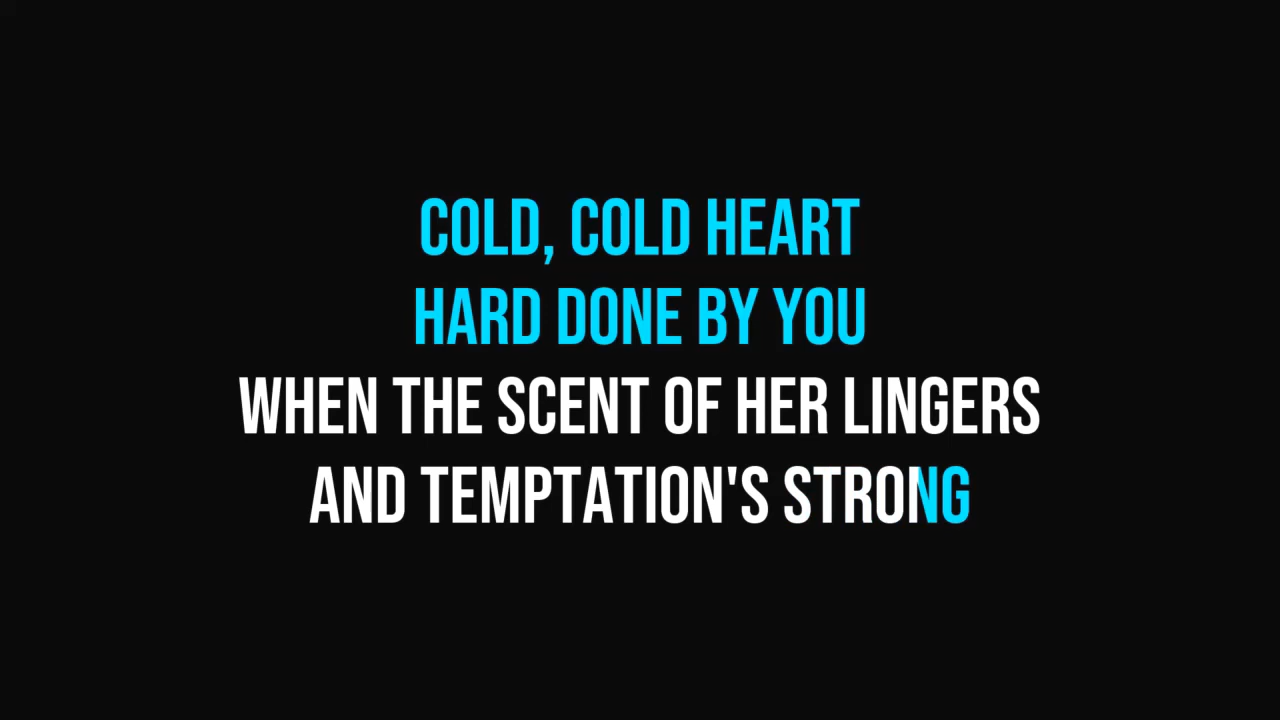 COLD, COLD HEART
HARD DONE BY YOU
WHEN THE SCENT OF HER LINGERS
AND TEMPTATION'S STRONG